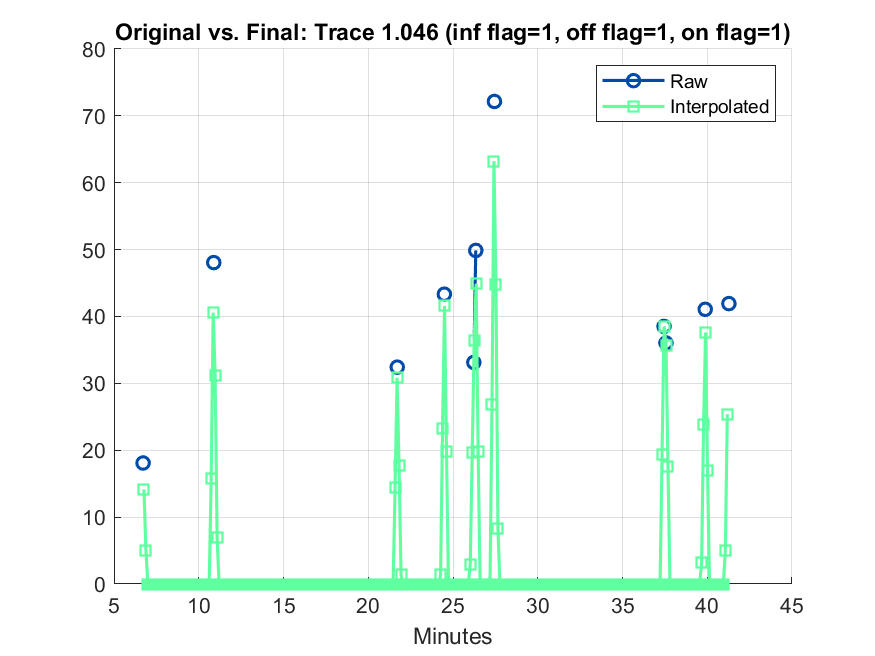 Original vs. Final: Trace 1.046 (inf flag=1, off flag=1, on flag=1)
80
70
60
50
40
30
20
10
0
Raw
Interpolated
5 10 15 20 25 30 35 40 45
Minutes